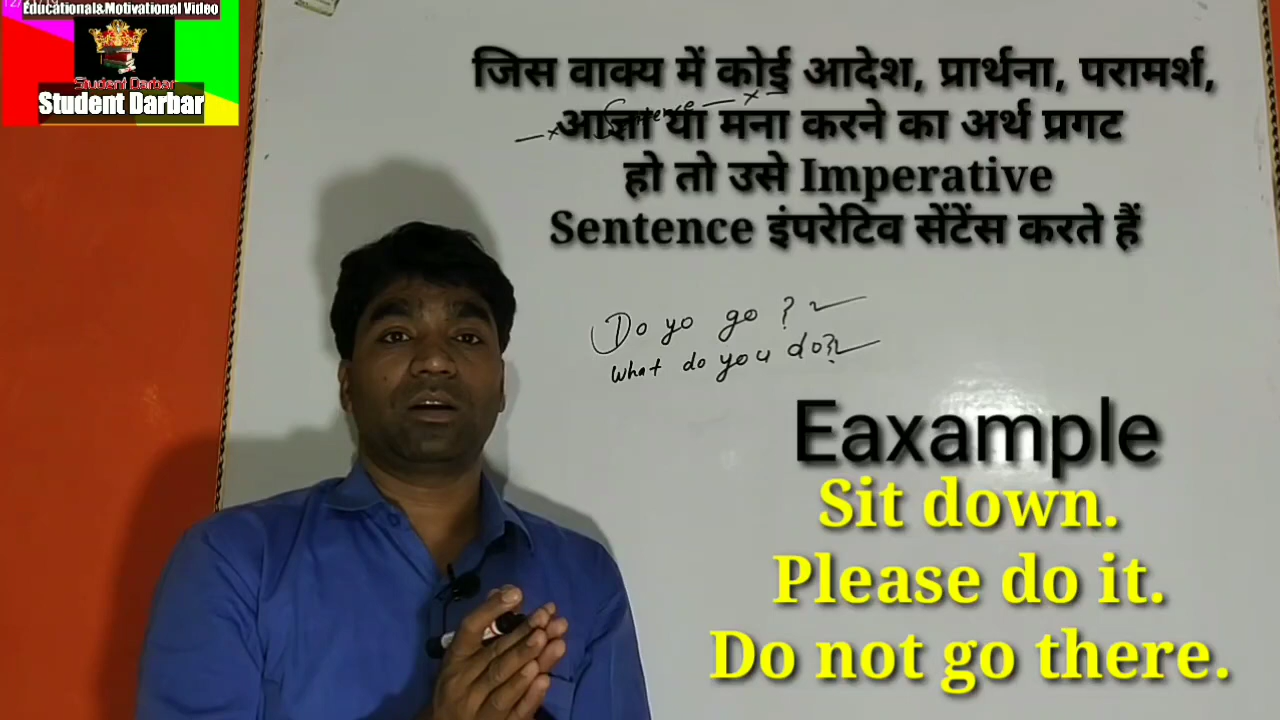 Educational&Motivational Video
Student Darbar
Student Darbar
जिस वाक्य में कोई आदेश, प्रार्थना, परामर्श,
Sentence
आज्ञा या मना करने का अर्थ प्रगट
हो तो उसे Imperative
Sentence इंपरेटिव सेंटेंस करते हैं
Do yo go ?
What do you do?
Eaxample
Sit down.
Please do it.
Do not go there.